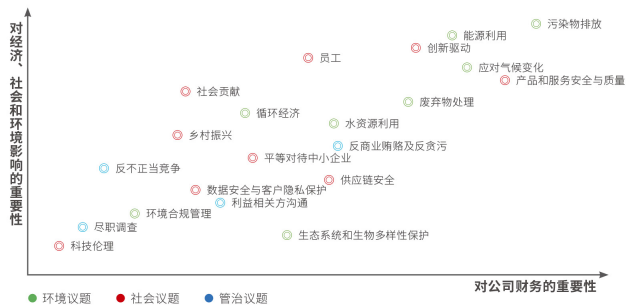 对经济、社会和环境影响的重要性
污染物排放
能源利用
创新驱动
员工
应对气候变化
产品和服务安全与质量
社会贡献
废弃物处理
循环经济
水资源利用
乡村振兴
反商业贿赂及反贪污
平等对待中小企业
反不正当竞争
供应链安全
数据安全与客户隐私保护
利益相关方沟通
环境合规管理
尽职调查
生态系统和生物多样性保护
科技伦理
对公司财务的重要性
环境议题
社会议题
管治议题